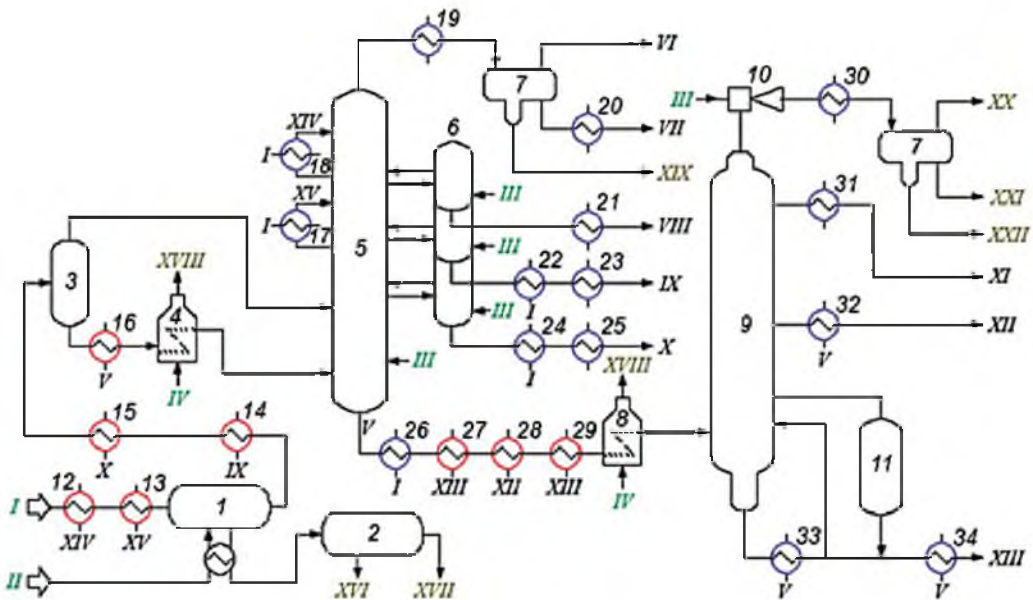 19
VI
7
10
30
XX
XIV
6
20
III
VII
I
18
XIX
7
XV
III
31
XXI
I
17
5
21
VIII
XXII
3
XVIII
III
22
23
IX
XI
16
4
I
III
24
25
X
9
32
XII
V
IV
III
I
XVIII
V
15
14
V
26
27
28
29
8
11
X
IX
I
XIII
XII
XIII
IV
I
12
13
1
XIV
XV
2
33
34
XIII
II
XVI
XVII
V
V